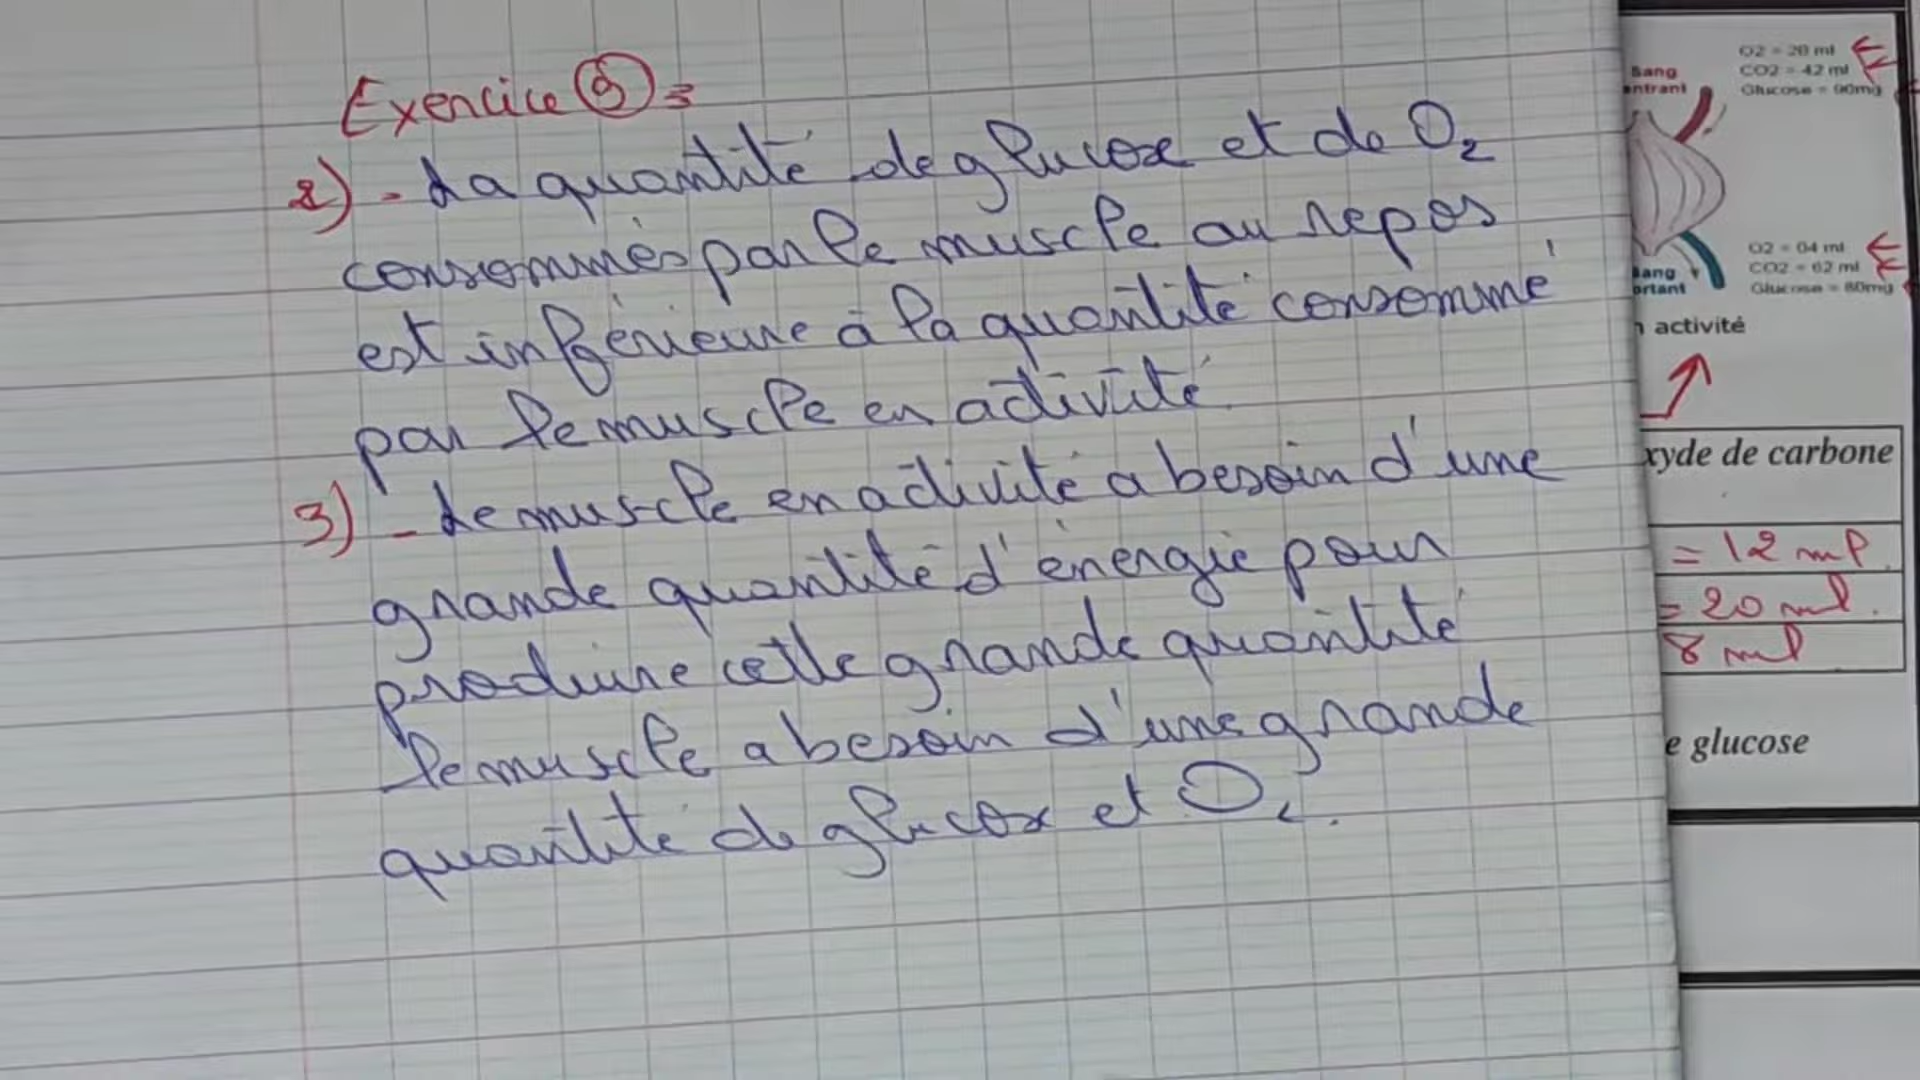 Exercice 5 :
2) - La quantité de glucose et de O2
consommés par le muscle au repos
est inférieure à la quantité consommé
par le muscle en activité.
3) - Le muscle en activité a besoin d'une
grande quantité d'énergie pour
produire cette grande quantité
le muscle a besoin d'une grande
quantité de glucose et O2.
O2 = 20 ml
CO2 = 42 ml
Glucose = 90mg
Sang
entrant
O2 = 04 ml
CO2 = 62 ml
Glucose = 80mg
Sang
ortant
activité
xyde de carbone
= 12 ml
= 20 ml.
8 ml
e glucose